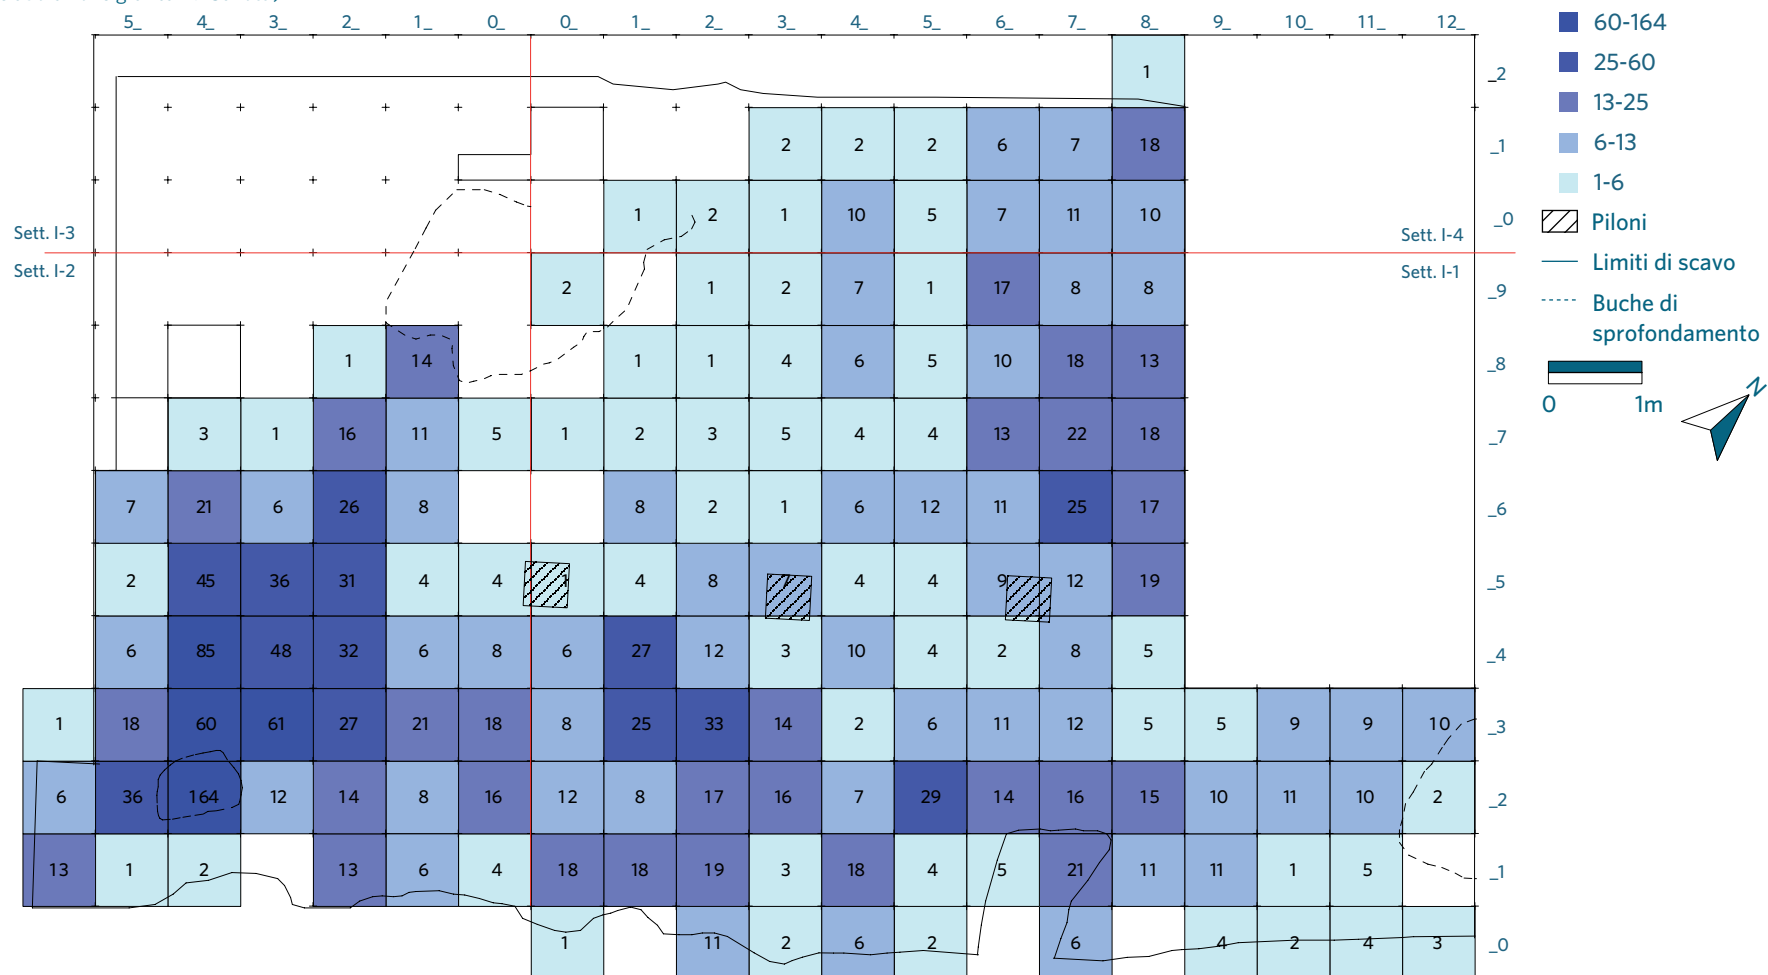 5_ 4_ 3_ 2_ 1_ 0_ 0_ 1_ 2_ 3_ 4_ 5_ 6_ 7_ 8_ 9_ 10_ 11_ 12_
1 _2
2 2 2 6 7 18 _1
1 2 1 10 5 7 11 10 _0
Sett. I-3 Sett. I-4
Sett. I-2 Sett. I-1
2 1 2 7 1 17 8 8 _9
1 14 1 1 4 6 5 10 18 13 _8
3 1 16 11 5 1 2 3 5 4 4 13 22 18 _7
7 21 6 26 8 8 2 1 6 12 11 25 17 _6
2 45 36 31 4 4 1 4 8 7 4 4 9 12 19 _5
6 85 48 32 6 8 6 27 12 3 10 4 2 8 5 _4
1 18 60 61 27 21 18 8 25 33 14 2 6 11 12 5 5 9 9 10 _3
6 36 164 12 14 8 16 12 8 17 16 7 29 14 16 15 10 11 10 2 _2
13 1 2 13 6 4 18 18 19 3 18 4 5 21 11 11 1 5 _1
1 11 2 6 2 6 4 2 4 3 _0
60-164
25-60
13-25
6-13
1-6
Piloni
Limiti di scavo
Buche di
sprofondamento
0 1m
N